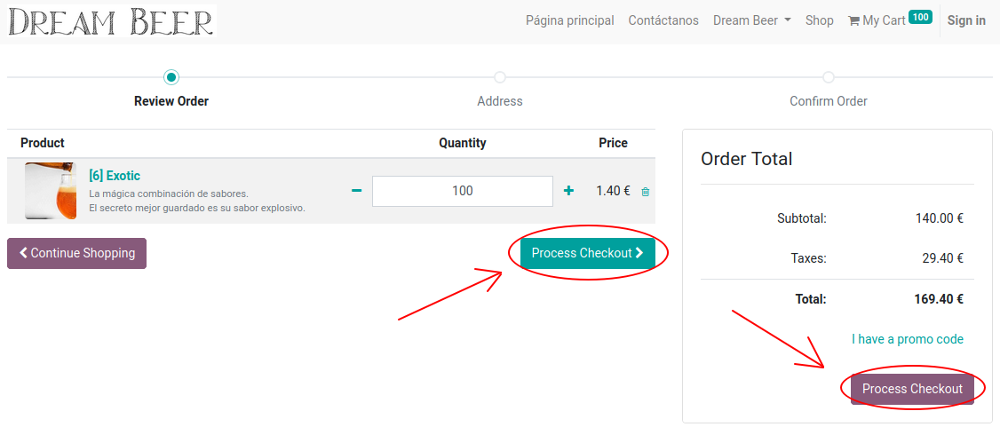 DREAM BEER
Página principal Contáctanos Dream Beer Shop My Cart 100 Sign in
Review Order Address Confirm Order
Product Quantity Price
[6] Exotic
La mágica combinación de sabores.
El secreto mejor guardado es su sabor explosivo.
100 1.40 €
Continue Shopping
Process Checkout
Order Total
Subtotal: 140.00 €
Taxes: 29.40 €
Total: 169.40 €
I have a promo code
Process Checkout